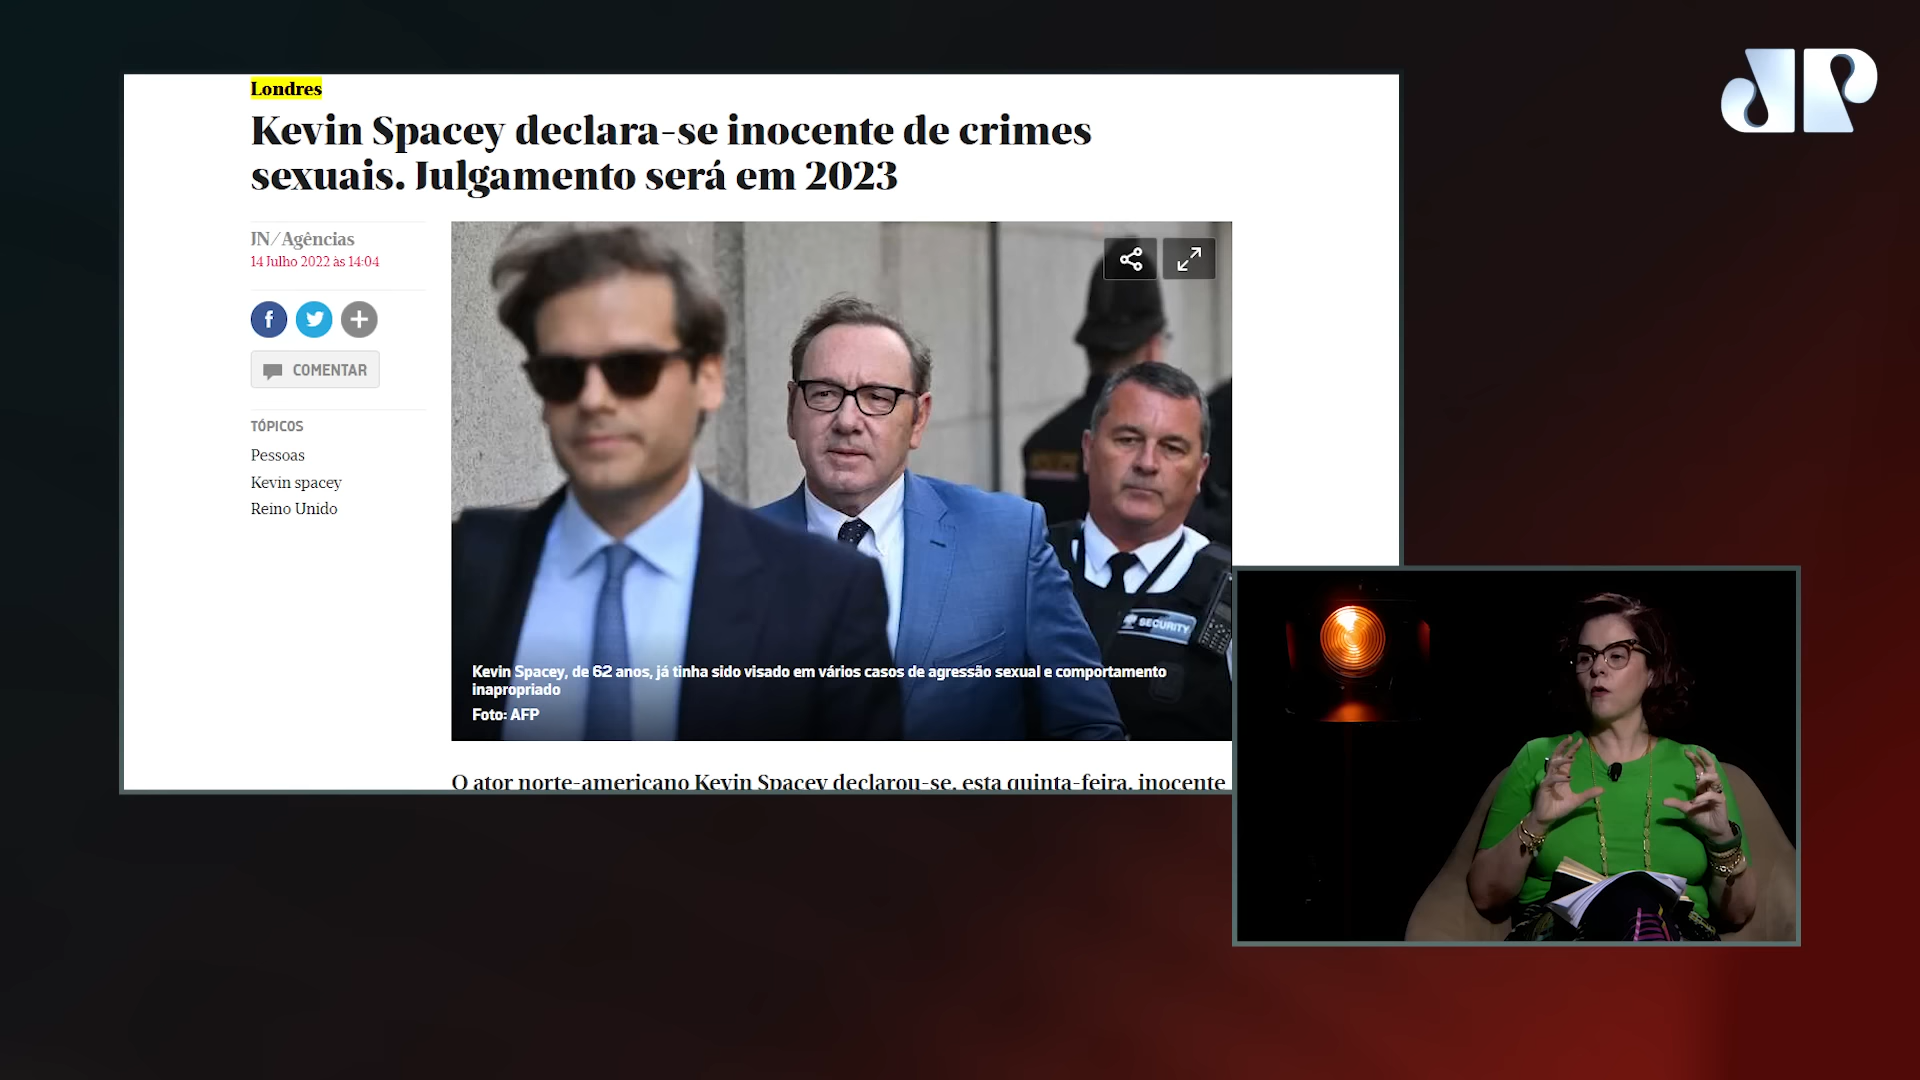 JP
Londres
Kevin Spacey declara-se inocente de crimes
sexuais. Julgamento será em 2023
JN/Agências
14 Julho 2022 às 14:04
COMENTAR
TÓPICOS
Pessoas
Kevin spacey
Reino Unido
POLICE
SECURITY
Kevin Spacey, de 62 anos, já tinha sido visado em vários casos de agressão sexual e comportamento
inapropriado
Foto: AFP
O ator norte-americano Kevin Spacey declarou-se, esta quinta-feira, inocente